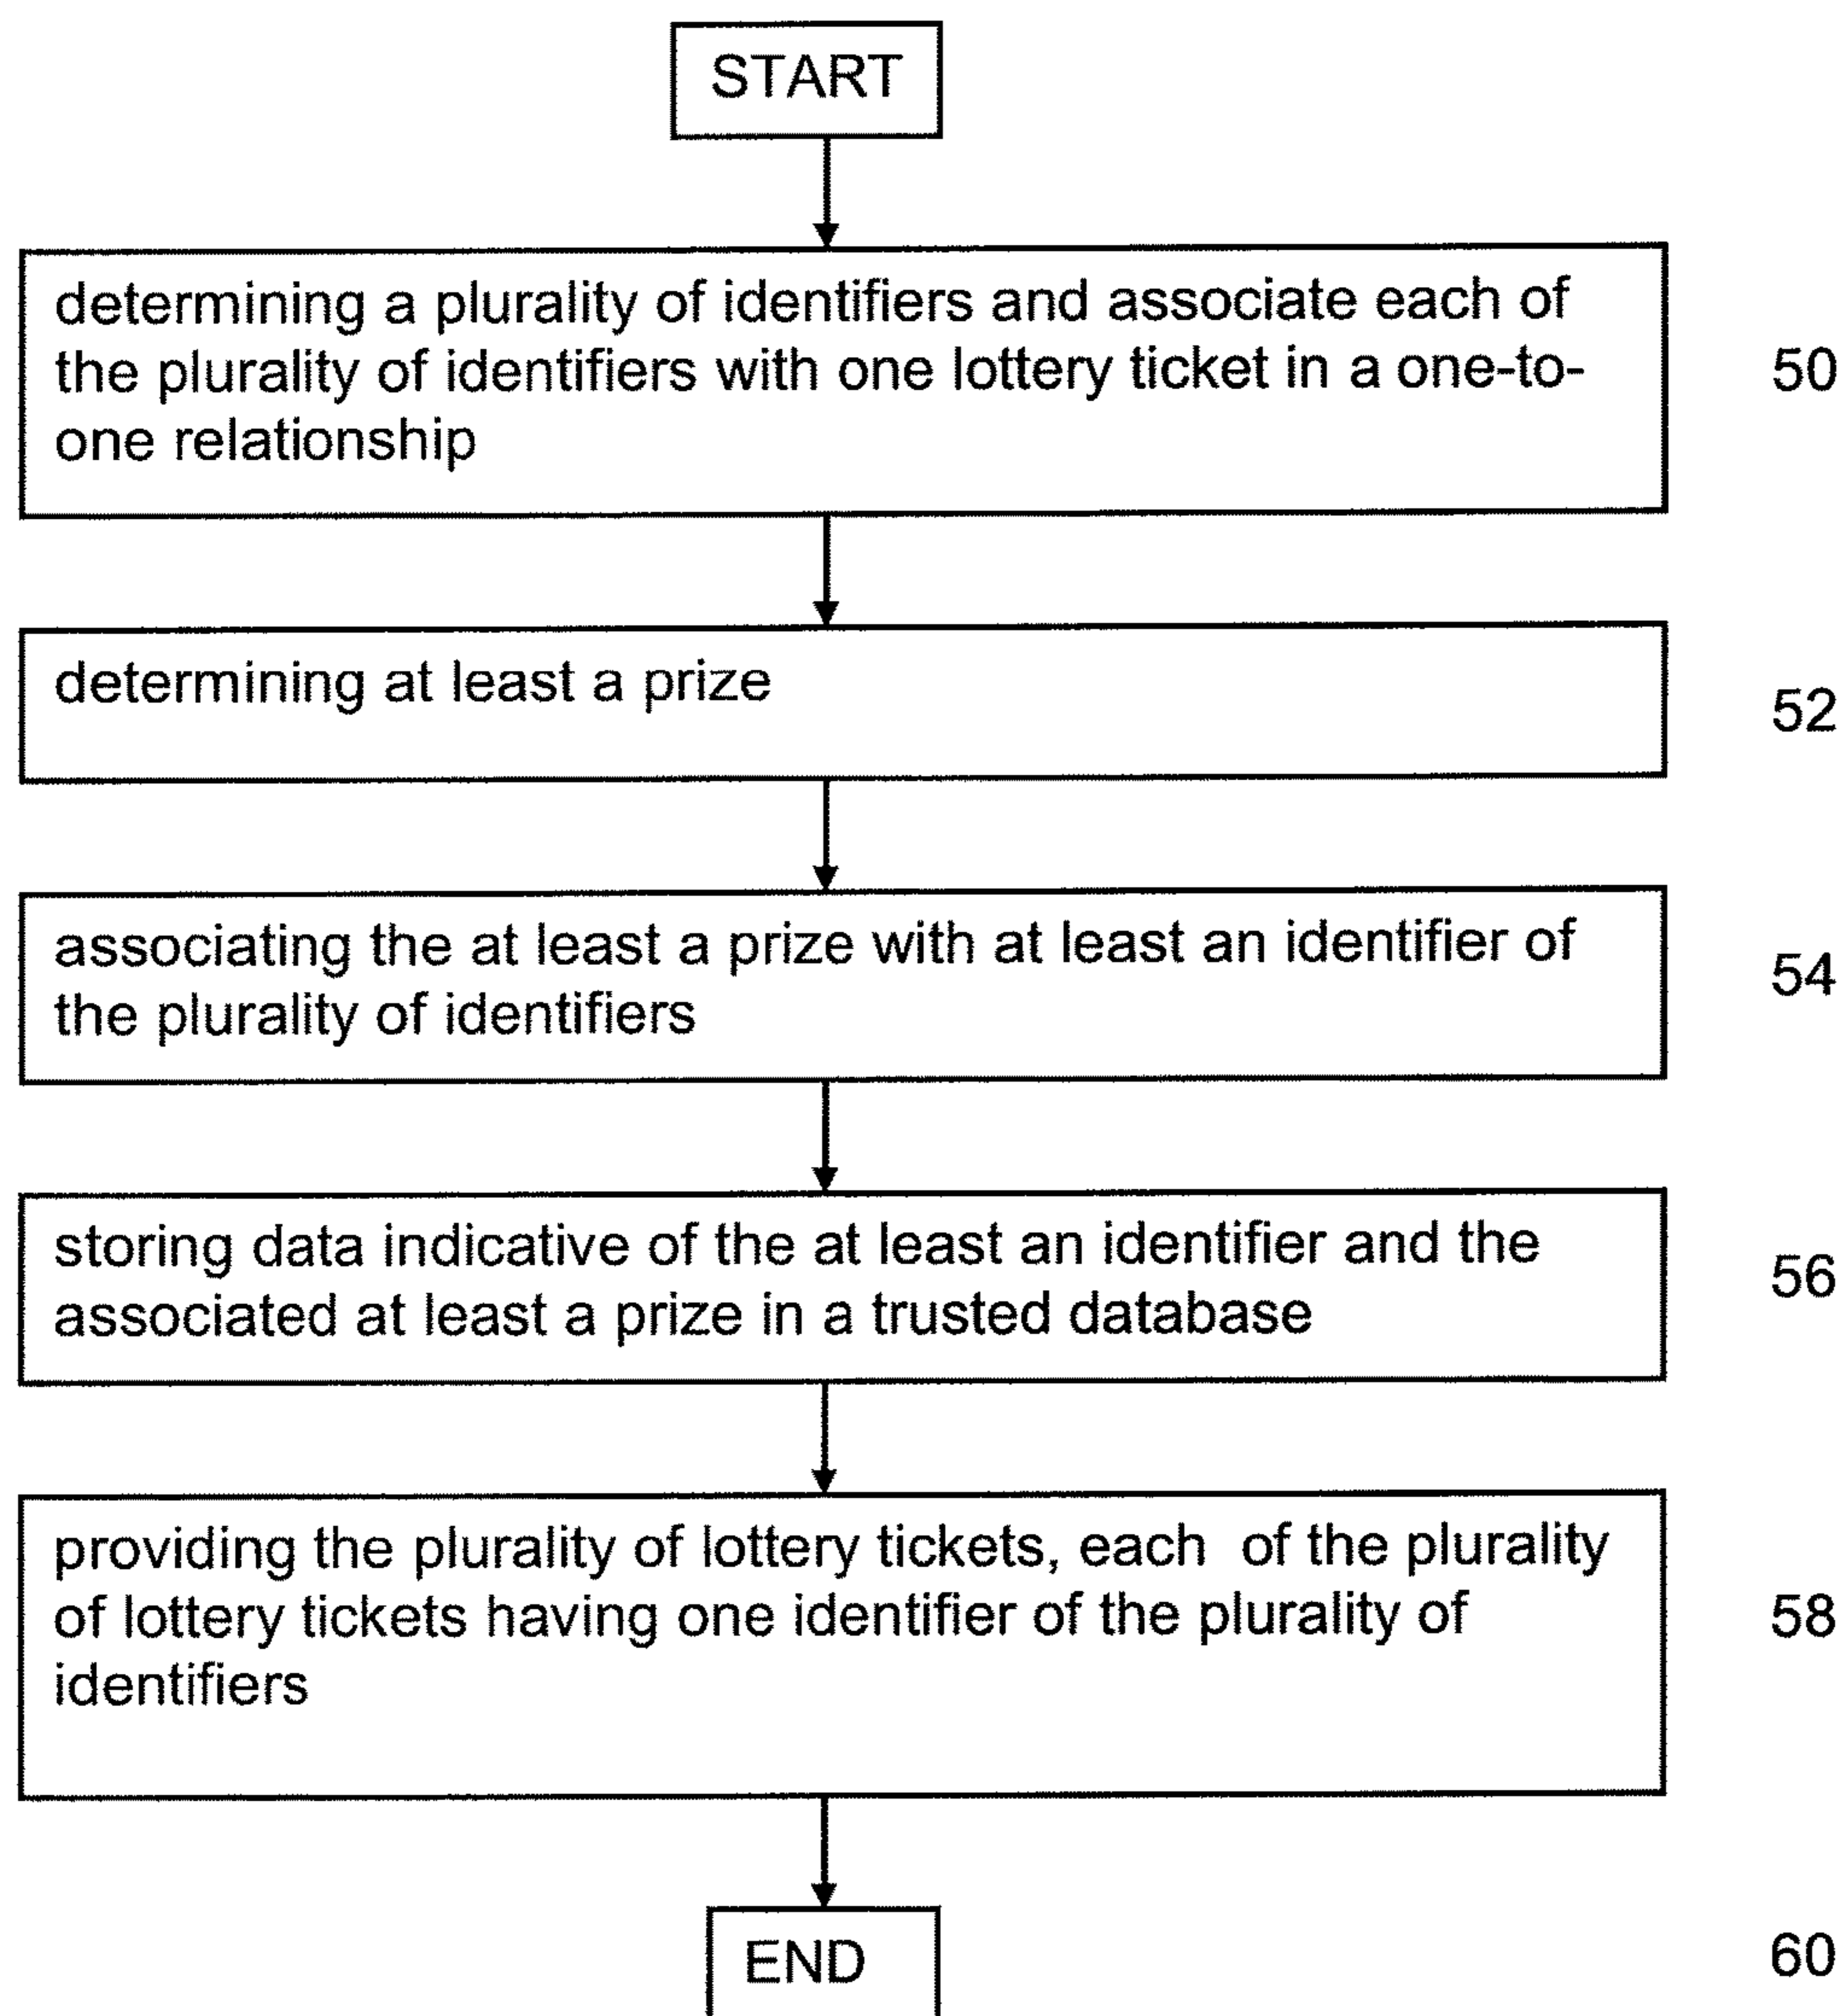 START
determining a plurality of identifiers and associate each of
the plurality of identifiers with one lottery ticket in a one-to-
one relationship
50
determining at least a prize
52
associating the at least a prize with at least an identifier of
the plurality of identifiers
54
storing data indicative of the at least an identifier and the
associated at least a prize in a trusted database
56
providing the plurality of lottery tickets, each  of the plurality
of lottery tickets having one identifier of the plurality of
identifiers
58
END
60